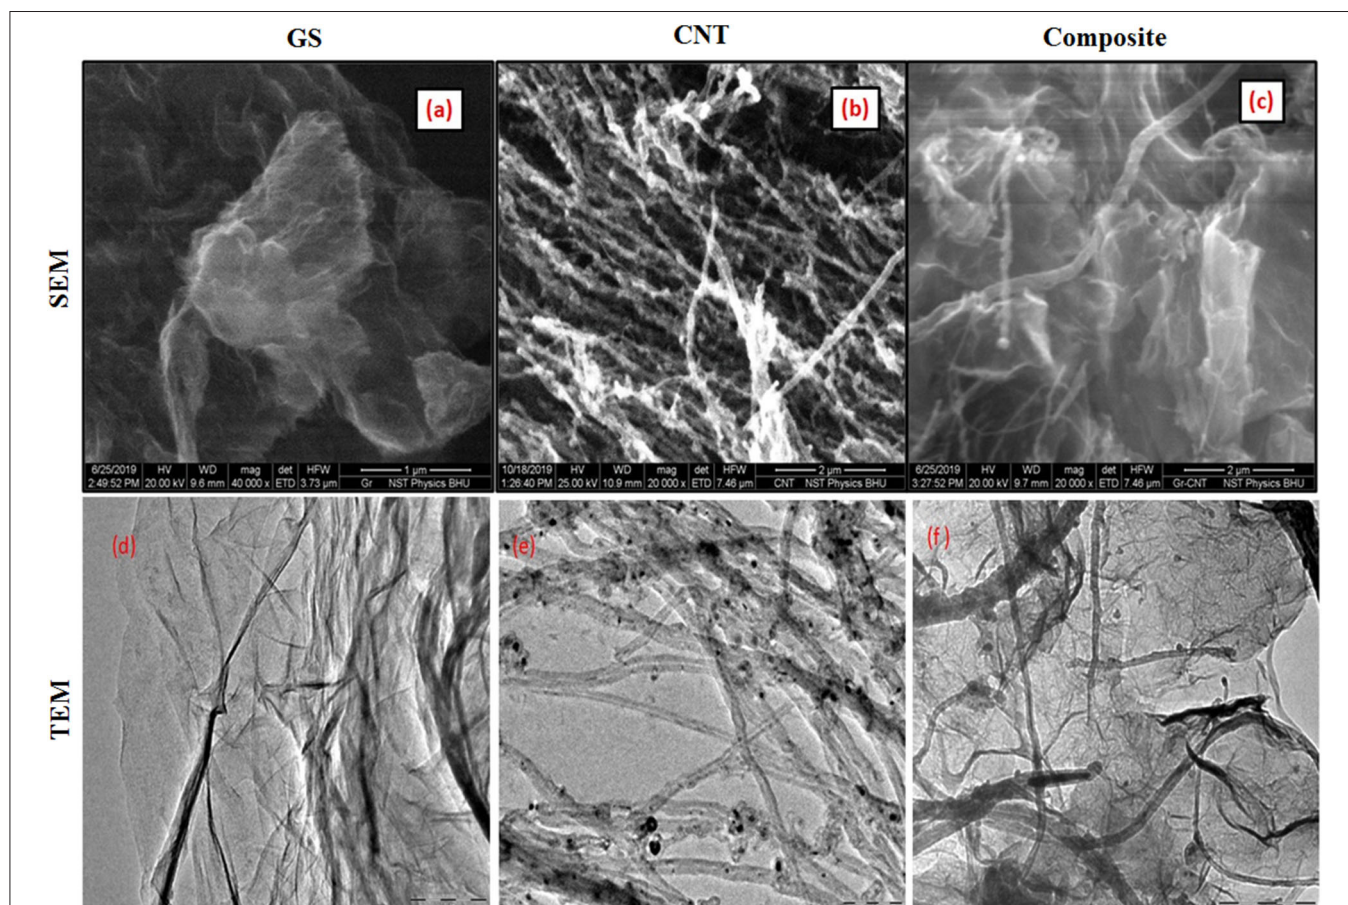 GS CNT Composite
SEM
(a) (b) (c)
6/25/2019 HV WD mag det HFW 1 µm
2:49:52 PM 20.00 kV 9.6 mm 40 000 x ETD 3.73 µm Gr NST Physics BHU
10/18/2019 HV WD mag det HFW 2 µm
1:26:40 PM 25.00 kV 10.9 mm 20 000 x ETD 7.46 µm CNT NST Physics BHU
6/25/2019 HV WD mag det HFW 2 µm
3:27:52 PM 20.00 kV 9.7 mm 20 000 x ETD 7.46 µm Gr-CNT NST Physics BHU
TEM
(d) (e) (f)